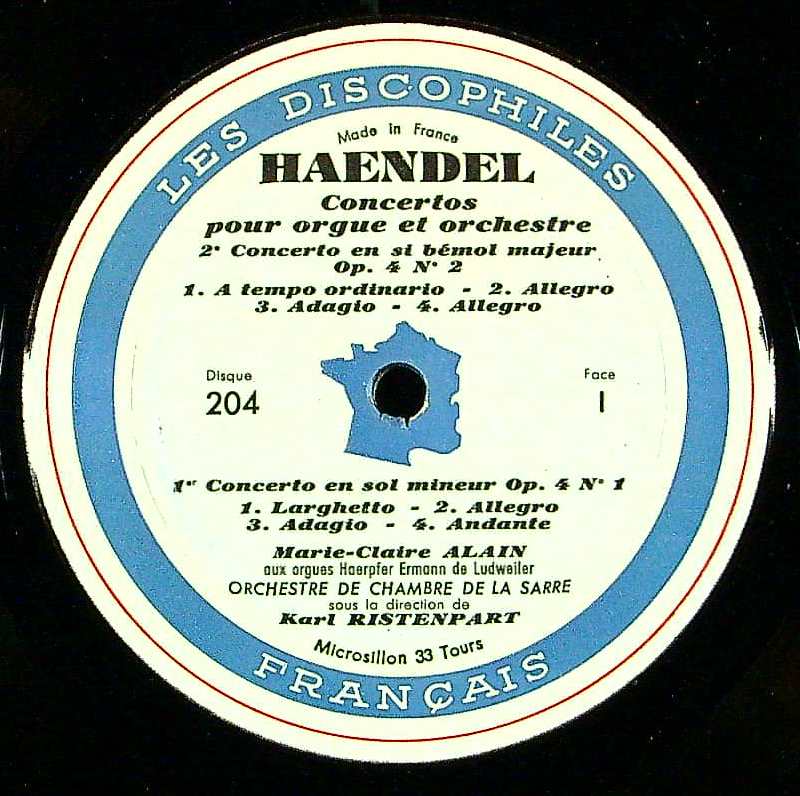 LES DISCOPHILES
Made in France
HAENDEL
Concertos
pour orgue et orchestre
2e Concerto en si bémol majeur
Op. 4 N° 2
1. A tempo ordinario - 2. Allegro
3. Adagio - 4. Allegro
Disque
204
Face
I
1er Concerto en sol mineur Op. 4 N° 1
1. Larghetto - 2. Allegro
3. Adagio - 4. Andante
Marie-Claire ALAIN
aux orgues Haerpfer Ermann de Ludweiler
ORCHESTRE DE CHAMBRE DE LA SARRE
sous la direction de
Karl RISTENPART
Microsillon 33 Tours
FRANÇAIS